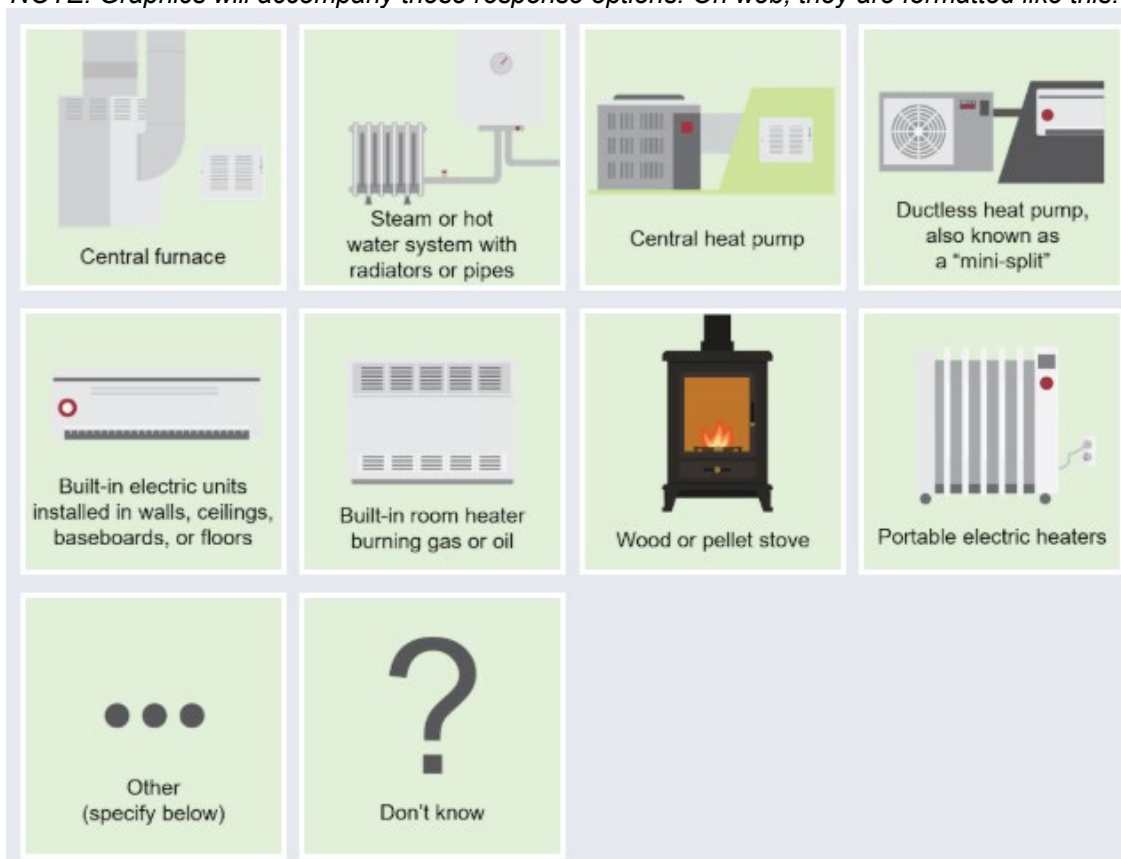 NOTE: Graphics will accompany these response options. On web, they are formatted like this:
Central furnace
Steam or hot
water system with
radiators or pipes
Central heat pump
Ductless heat pump,
also known as
a “mini-split”
Built-in electric units
installed in walls, ceilings,
baseboards, or floors
Built-in room heater
burning gas or oil
Wood or pellet stove
Portable electric heaters
Other
(specify below)
?
Don't know